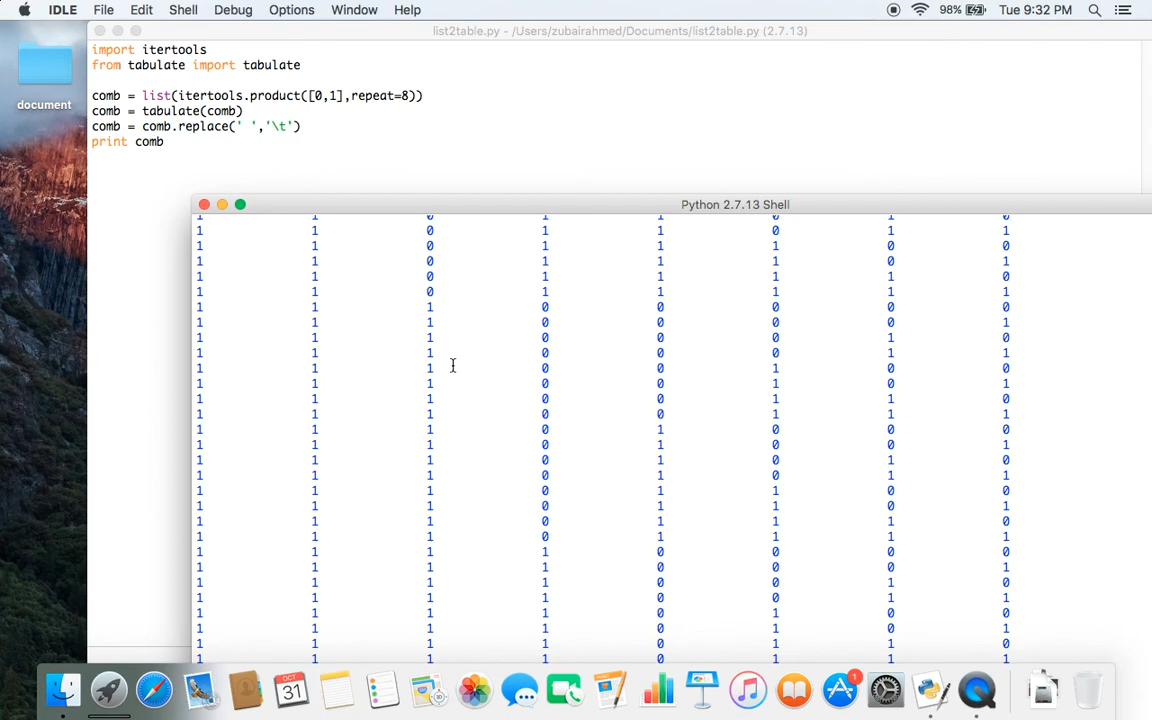 IDLE File Edit Shell Debug Options Window Help 98% Tue 9:32 PM
list2table.py - /Users/zubairahmed/Documents/list2table.py (2.7.13)
document
import itertools
from tabulate import tabulate
comb = list(itertools.product([0,1],repeat=8))
comb = tabulate(comb)
comb = comb.replace(' ','\t')
print comb
Python 2.7.13 Shell
1 1 0 1 1 0 1 0
1 1 0 1 1 0 1 1
1 1 0 1 1 1 0 0
1 1 0 1 1 1 0 1
1 1 0 1 1 1 1 0
1 1 0 1 1 1 1 1
1 1 1 0 0 0 0 0
1 1 1 0 0 0 0 1
1 1 1 0 0 0 1 0
1 1 1 0 0 0 1 1
1 1 1 0 0 1 0 0
1 1 1 0 0 1 0 1
1 1 1 0 0 1 1 0
1 1 1 0 0 1 1 1
1 1 1 0 1 0 0 0
1 1 1 0 1 0 0 1
1 1 1 0 1 0 1 0
1 1 1 0 1 0 1 1
1 1 1 0 1 1 0 0
1 1 1 0 1 1 0 1
1 1 1 0 1 1 1 0
1 1 1 0 1 1 1 1
1 1 1 1 0 0 0 0
1 1 1 1 0 0 0 1
1 1 1 1 0 0 1 0
1 1 1 1 0 0 1 1
1 1 1 1 0 1 0 0
1 1 1 1 0 1 0 1
1 1 1 1 0 1 1 0
1 1 1 1 0 1 1 1
OCT
31
1